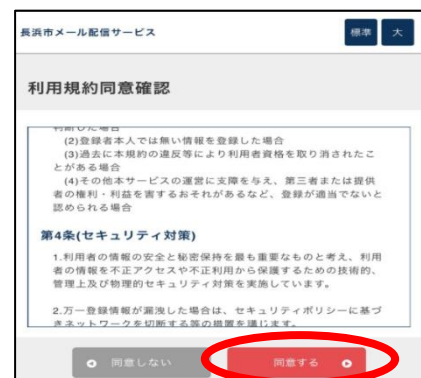 長浜市メール配信サービス
標準 大
利用規約同意確認
判断した場合
(2)登録者本人では無い情報を登録した場合
(3)過去に本規約の違反等により利用者資格を取り消されたこ
とがある場合
(4)その他本サービスの運営に支障を与え、第三者または提供
者の権利・利益を害するおそれがあるなど、登録が適当でないと
認められる場合
第4条(セキュリティ対策)
1.利用者の情報の安全と秘密保持を最も重要なものと考え、利用
者の情報を不正アクセスや不正利用から保護するための技術的、
管理上及び物理的セキュリティ対策を実施しています。
2.万一登録情報が漏洩した場合は、セキュリティポリシーに基づ
きネットワークを切断する等の措置を講じます。
同意しない 同意する